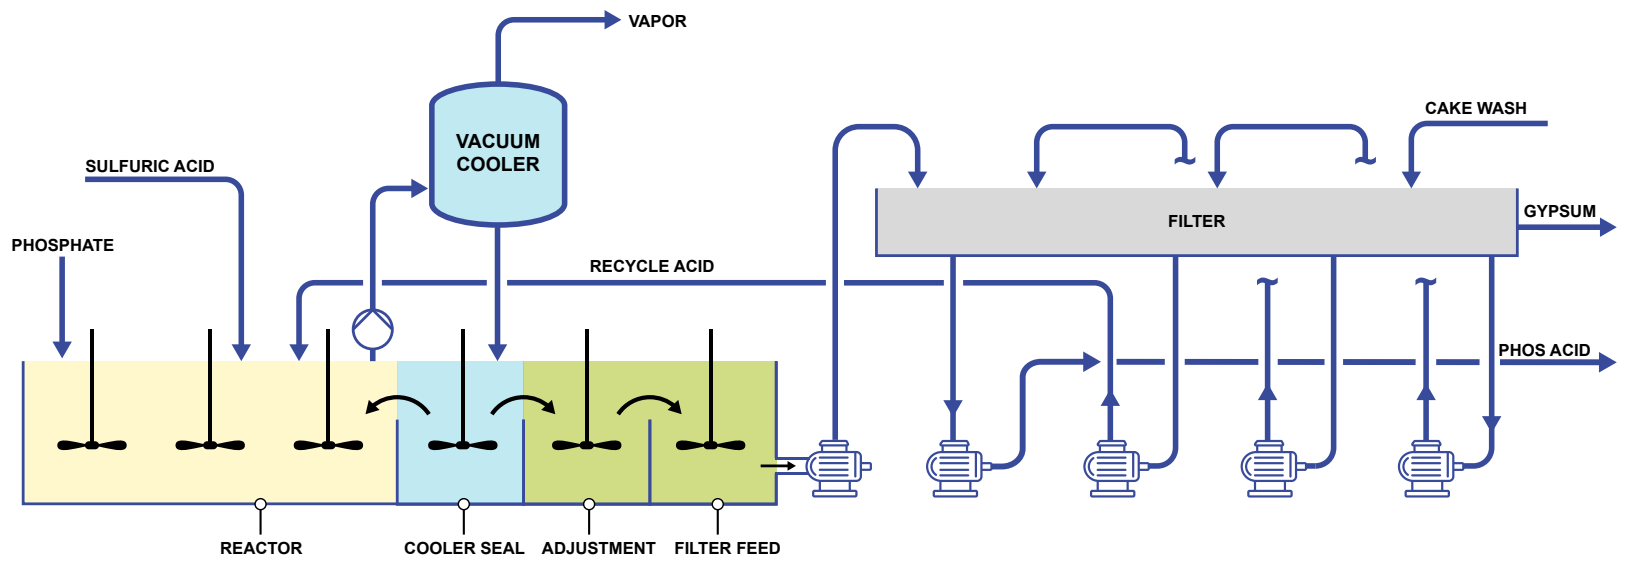 VAPOR
CAKE WASH
VACUUM
COOLER
SULFURIC ACID
GYPSUM
FILTER
PHOSPHATE
RECYCLE ACID
PHOS ACID
REACTOR
COOLER SEAL
ADJUSTMENT
FILTER FEED